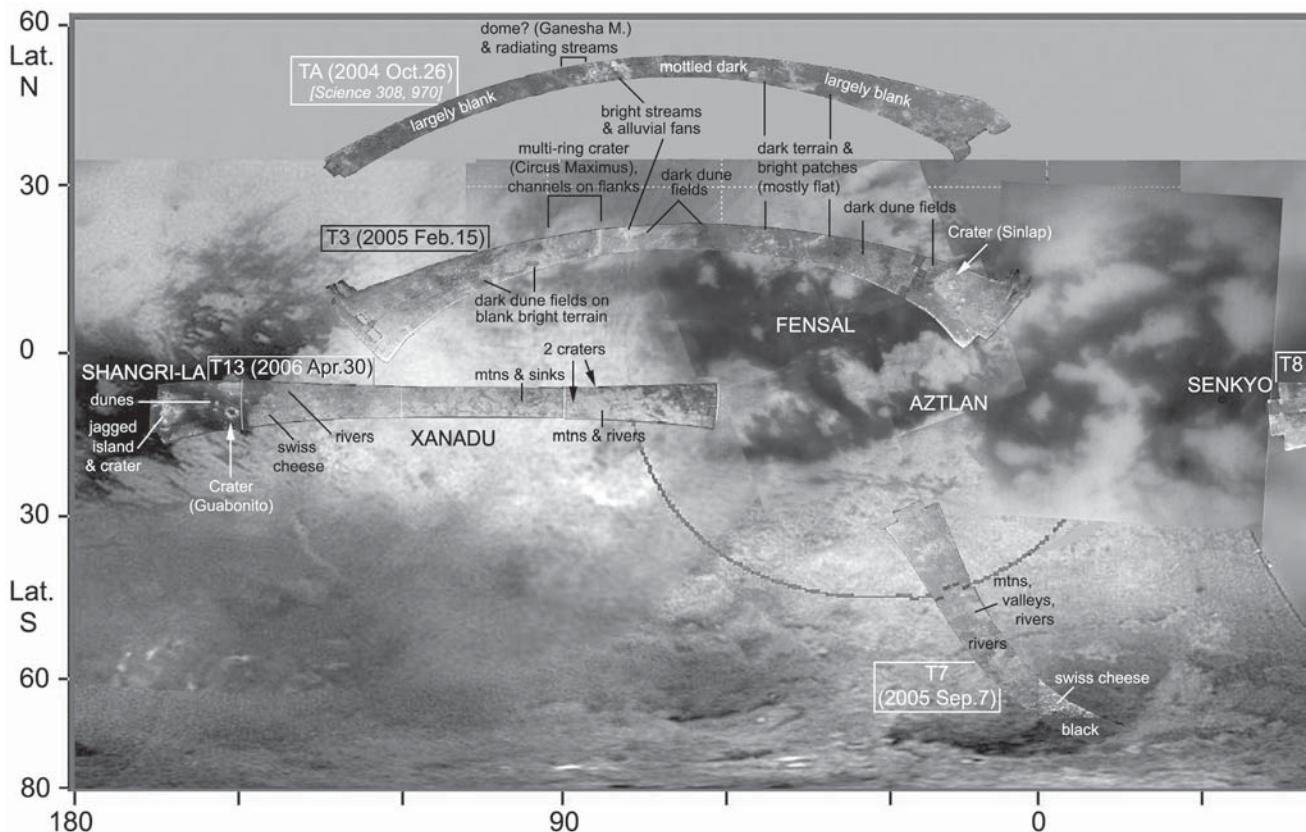 60
Lat.
N
30
0
30
Lat.
S
60
80
180
90
0
dome? (Ganesha M.)
& radiating streams
TA (2004 Oct.26)
[Science 308, 970]
largely blank
mottled dark
largely blank
bright streams
& alluvial fans
multi-ring crater
(Circus Maximus),
channels on flanks
dark dune
fields
dark terrain &
bright patches
(mostly flat)
dark dune fields
Crater (Sinlap)
T3 (2005 Feb.15)
dark dune fields on
blank bright terrain
FENSAL
2 craters
mtns & sinks
SHANGRI-LA
T13 (2006 Apr.30)
dunes
jagged
island
& crater
Crater
(Guabonito)
swiss
cheese
rivers
XANADU
mtns & rivers
AZTLAN
SENKYO
T8
mtns,
valleys,
rivers
rivers
T7
(2005 Sep.7)
swiss cheese
black